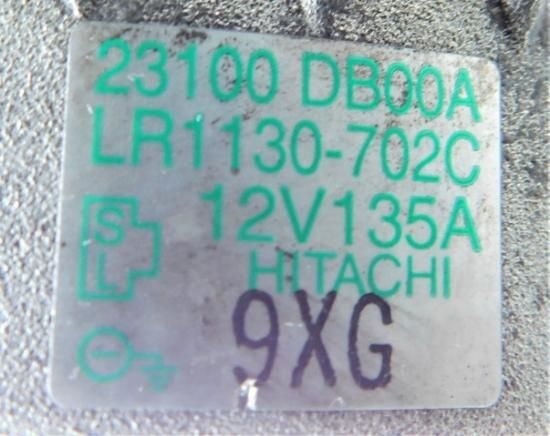 23100 DB00A
LR1130-702C
S 12V135A
L HITACHI
9XG